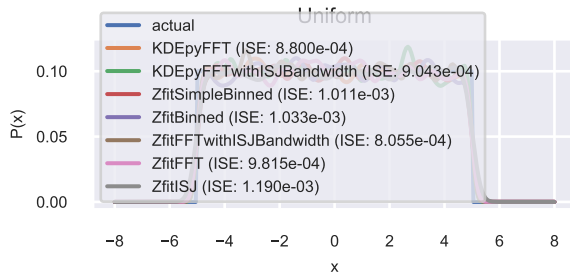 Uniform
actual
KDEpyFFT (ISE: 8.800e-04)
KDEpyFFTwithISJBandwidth (ISE: 9.043e-04)
ZfitSimpleBinned (ISE: 1.011e-03)
ZfitBinned (ISE: 1.033e-03)
ZfitFFTwithISJBandwidth (ISE: 8.055e-04)
ZfitFFT (ISE: 9.815e-04)
ZfitISJ (ISE: 1.190e-03)
P(x)
0.10
0.05
0.00
−8 −6 −4 −2 0 2 4 6 8
x